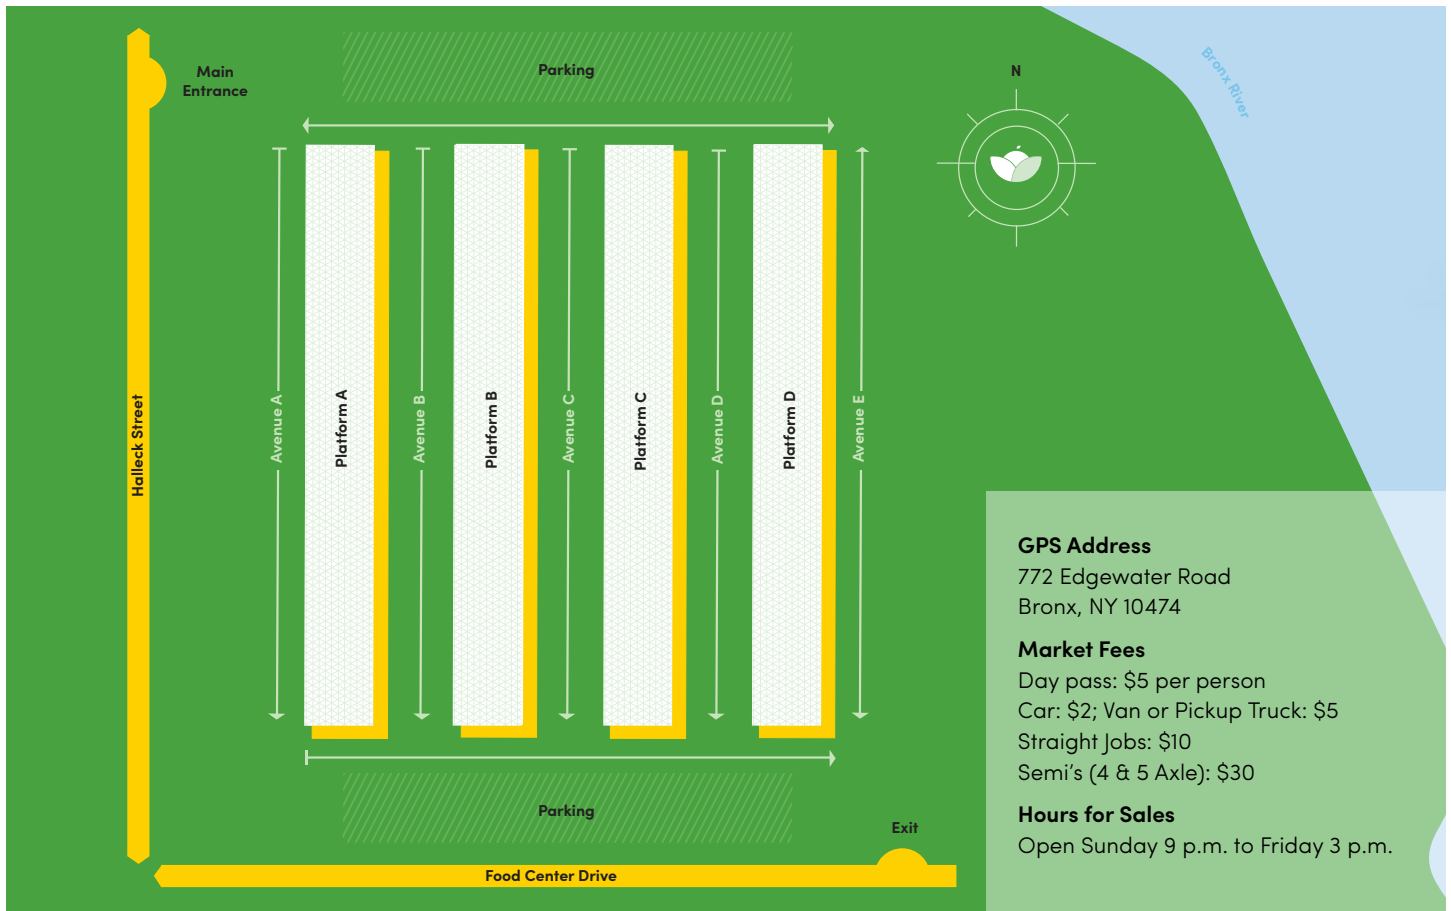 Main
Entrance
Parking
N
Bronx River
Halleck Street
Avenue A
Platform A
Avenue B
Platform B
Avenue C
Platform C
Avenue D
Platform D
Avenue E
GPS Address
772 Edgewater Road
Bronx, NY 10474
Market Fees
Day pass: $5 per person
Car: $2; Van or Pickup Truck: $5
Straight Jobs: $10
Semi’s (4 & 5 Axle): $30
Hours for Sales
Open Sunday 9 p.m. to Friday 3 p.m.
Parking
Exit
Food Center Drive